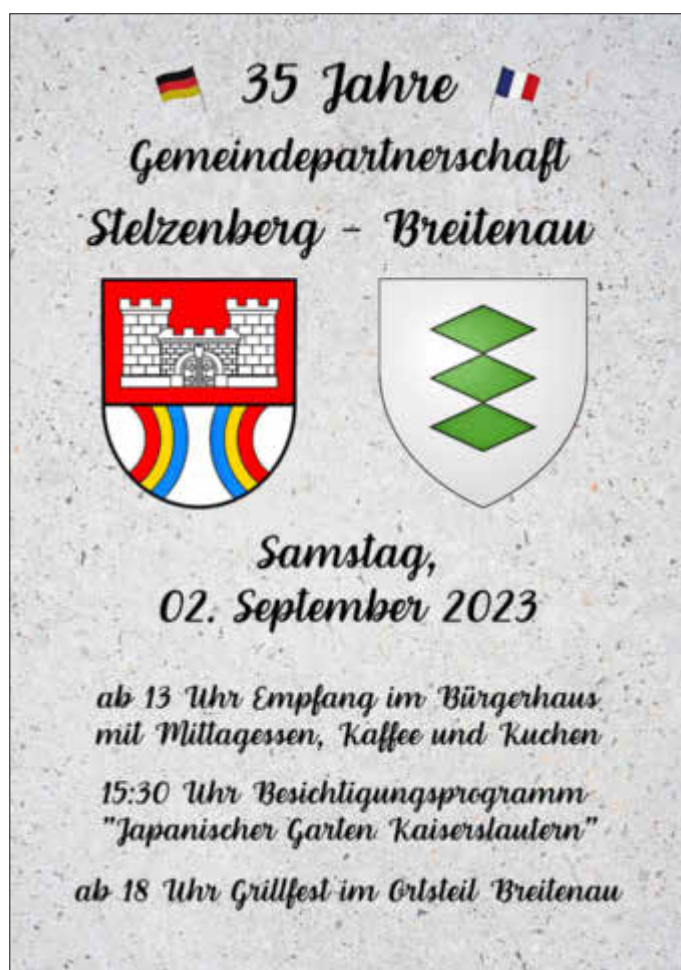 35 Jahre
Gemeindepartnerschaft
Stelzenberg - Breitenau
Samstag,
02. September 2023
ab 13 Uhr Empfang im Bürgerhaus
mit Mittagessen, Kaffee und Kuchen
15:30 Uhr Besichtigungsprogramm
"Japanischer Garten Kaiserslautern"
ab 18 Uhr Grillfest im Ortsteil Breitenau